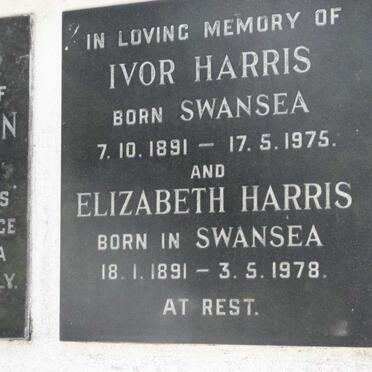 IN LOVING MEMORY OF
IVOR HARRIS
BORN SWANSEA
7.10.1891 – 17.5.1975.
AND
ELIZABETH HARRIS
BORN IN SWANSEA
18.1.1891 – 3.5.1978.
AT REST.